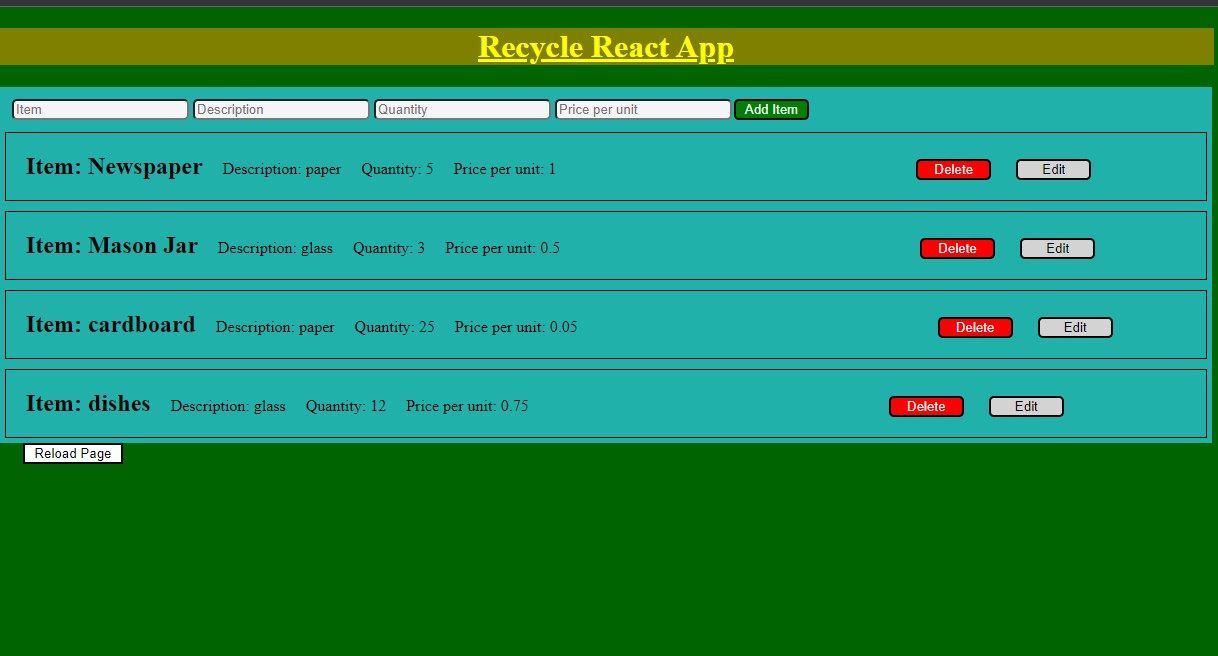 Recycle React App
Item Description Quantity Price per unit Add Item
Item: Newspaper Description: paper Quantity: 5 Price per unit: 1 Delete Edit
Item: Mason Jar Description: glass Quantity: 3 Price per unit: 0.5 Delete Edit
Item: cardboard Description: paper Quantity: 25 Price per unit: 0.05 Delete Edit
Item: dishes Description: glass Quantity: 12 Price per unit: 0.75 Delete Edit
Reload Page